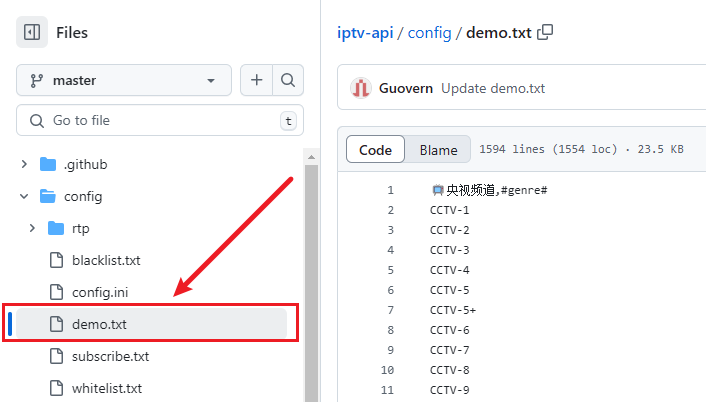 Files
master
Go to file
t
.github
config
rtp
blacklist.txt
config.ini
demo.txt
subscribe.txt
whitelist.txt
iptv-api / config / demo.txt
Guovern Update demo.txt
Code Blame 1594 lines (1554 loc) · 23.5 KB
1 📺央视频道,#genre#
2 CCTV-1
3 CCTV-2
4 CCTV-3
5 CCTV-4
6 CCTV-5
7 CCTV-5+
8 CCTV-6
9 CCTV-7
10 CCTV-8
11 CCTV-9